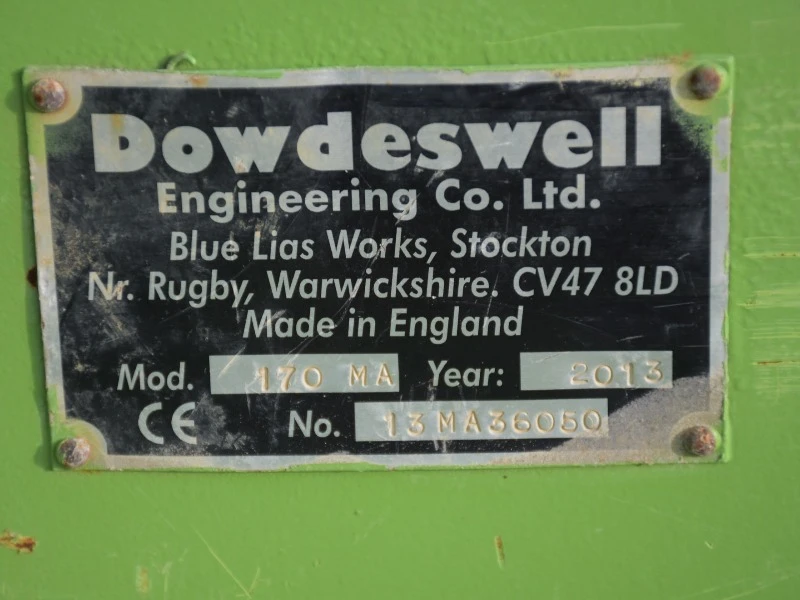 Dowdeswell
Engineering Co. Ltd.
Blue Lias Works, Stockton
Nr. Rugby, Warwickshire. CV47 8LD
Made in England
Mod. 170 MA Year: 2013
CE No. 13MA36050